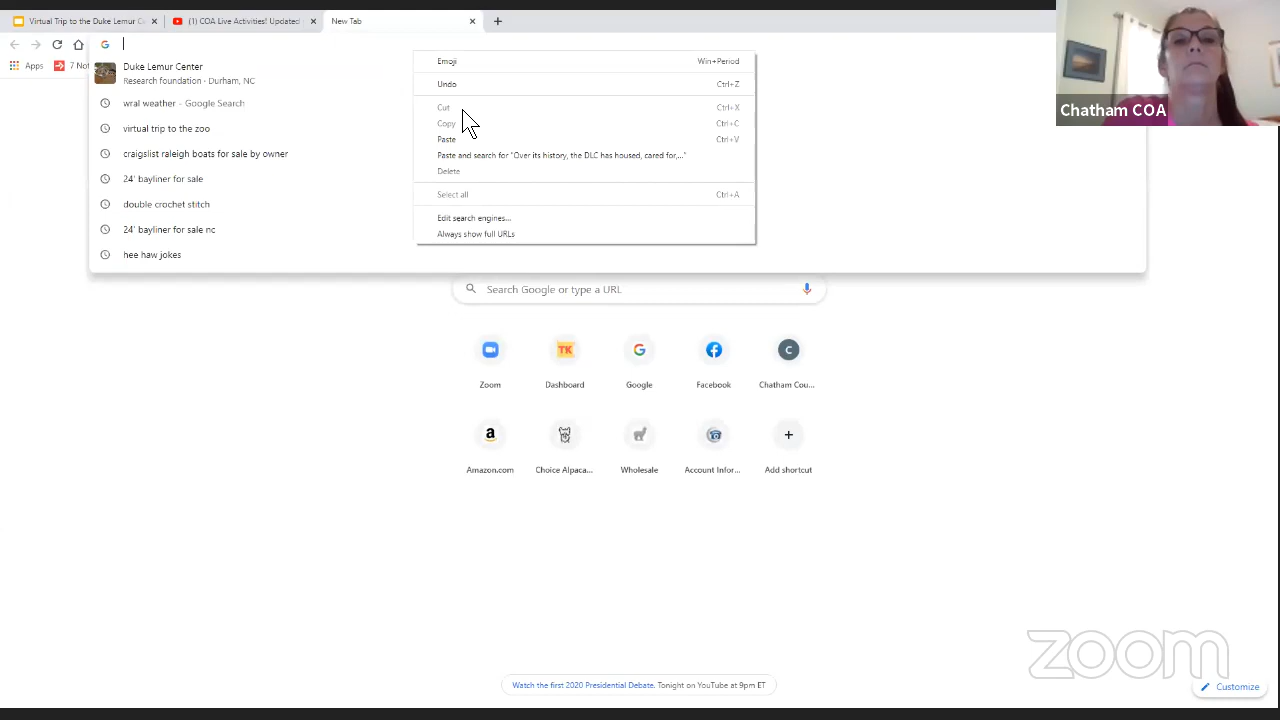 Virtual Trip to the Duke Lemur Ce
(1) COA Live Activities! Updated
New Tab
Apps
7 Not
Duke Lemur Center
Research foundation · Durham, NC
wral weather - Google Search
virtual trip to the zoo
craigslist raleigh boats for sale by owner
24' bayliner for sale
double crochet stitch
24' bayliner for sale nc
hee haw jokes
Emoji Win+Period
Undo Ctrl+Z
Cut Ctrl+X
Copy Ctrl+C
Paste Ctrl+V
Paste and search for "Over its history, the DLC has housed, cared for,..."
Delete
Select all Ctrl+A
Edit search engines...
Always show full URLs
Chatham COA
Search Google or type a URL
TK
C
Zoom Dashboard Google Facebook Chatham Cou...
Amazon.com Choice Alpaca... Wholesale Account Infor... Add shortcut
zoom
Watch the first 2020 Presidential Debate. Tonight on YouTube at 9pm ET
Customize